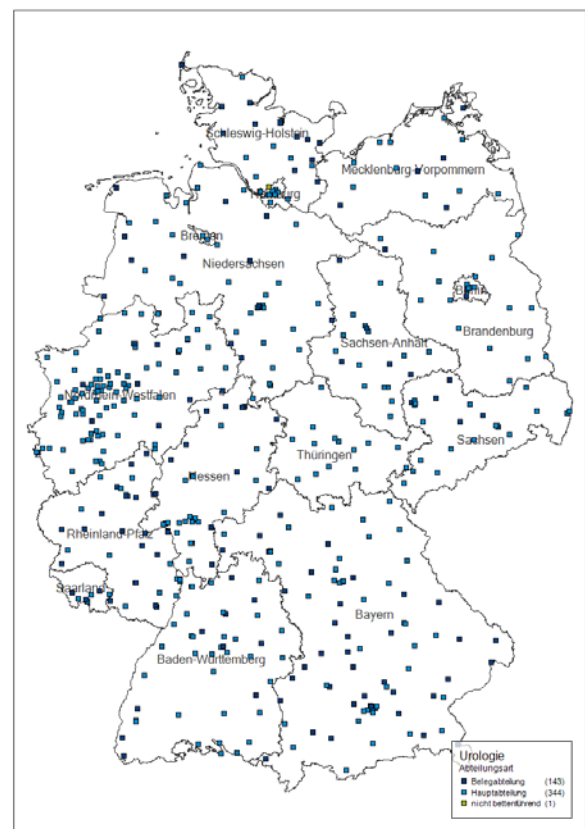 Schleswig-Holstein
Mecklenburg-Vorpommern
Hamburg
Bremen
Niedersachsen
Berlin
Brandenburg
Sachsen-Anhalt
Nordrhein-Westfalen
Sachsen
Thüringen
Hessen
Rheinland-Pfalz
Saarland
Bayern
Baden-Württemberg
Urologie
Abteilungsart
Belegabteilung (143)
Hauptabteilung (344)
nicht bettenführend (1)